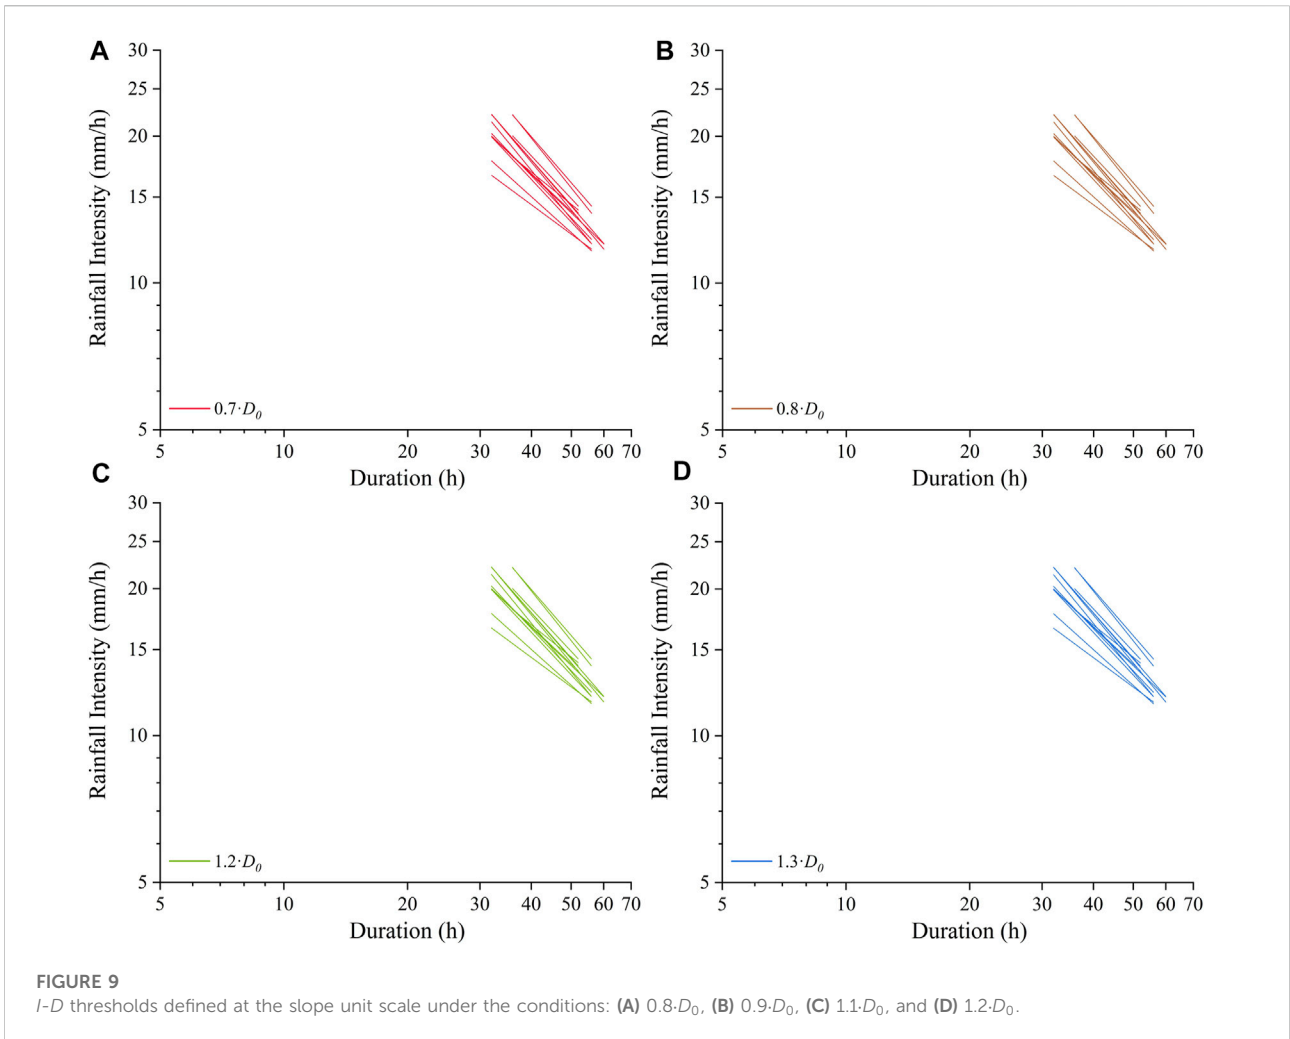 A
30
25
20
15
10
5
Rainfall Intensity (mm/h)
0.7·D0
5 10 20 30 40 50 60 70
Duration (h)
B
30
25
20
15
10
5
Rainfall Intensity (mm/h)
0.8·D0
5 10 20 30 40 50 60 70
Duration (h)
C
30
25
20
15
10
5
Rainfall Intensity (mm/h)
1.2·D0
5 10 20 30 40 50 60 70
Duration (h)
D
30
25
20
15
10
5
Rainfall Intensity (mm/h)
1.3·D0
5 10 20 30 40 50 60 70
Duration (h)
FIGURE 9
I-D thresholds defined at the slope unit scale under the conditions: (A) 0.8·D0, (B) 0.9·D0, (C) 1.1·D0, and (D) 1.2·D0.